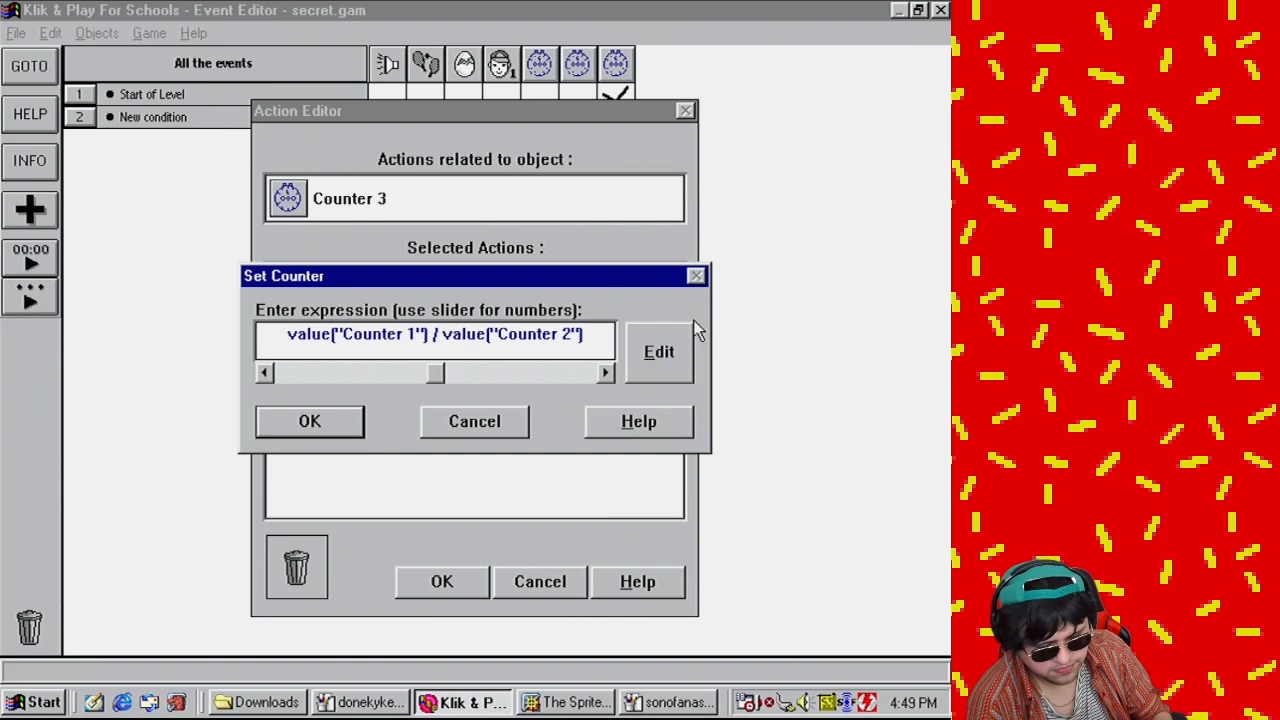 Klik & Play For Schools - Event Editor - secret.gam
File Edit Objects Game Help
GOTO
All the events
1
1 Start of Level
HELP
2 New condition
INFO
00:00
Action Editor
Actions related to object :
Counter 3
Selected Actions :
Set Counter
Enter expression (use slider for numbers):
value("Counter 1") / value("Counter 2")
Edit
OK Cancel Help
OK Cancel Help
Start Downloads donekyke... Klik & P... The Sprite... sonofanas... 4:49 PM